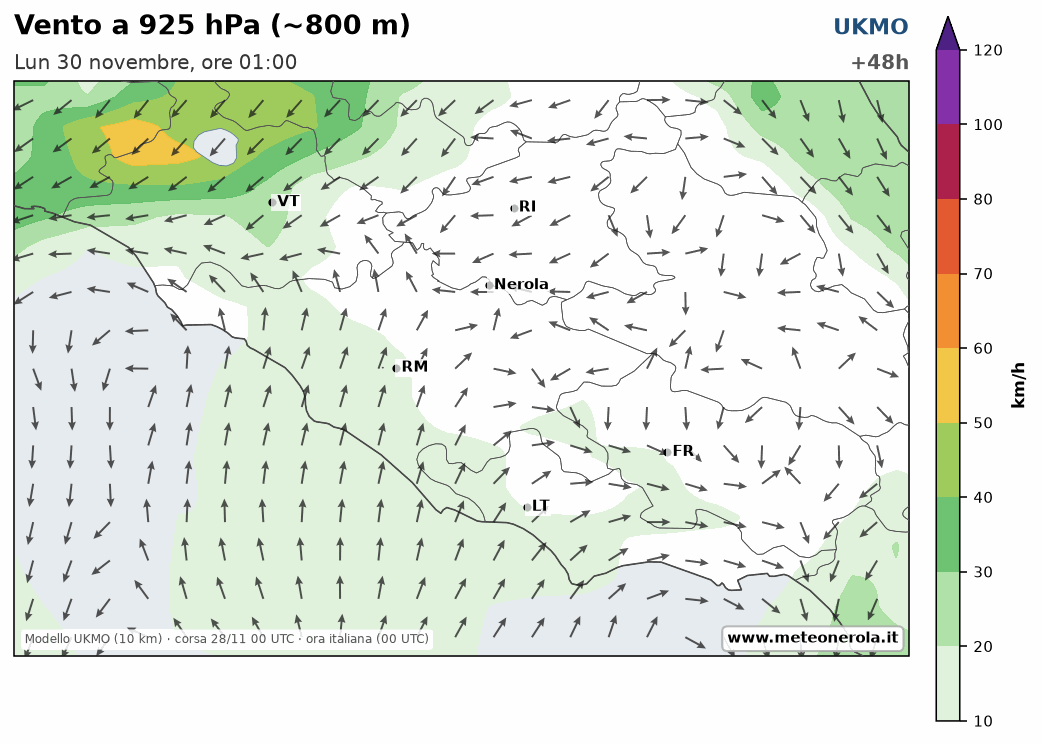 Vento a 925 hPa (~800 m)
UKMO
Lun 30 novembre, ore 01:00
+48h
VT
RI
Nerola
RM
FR
LT
Modello UKMO (10 km) · corsa 28/11 00 UTC · ora italiana (00 UTC)
www.meteonerola.it
120
100
80
70
60
50
40
30
20
10
km/h